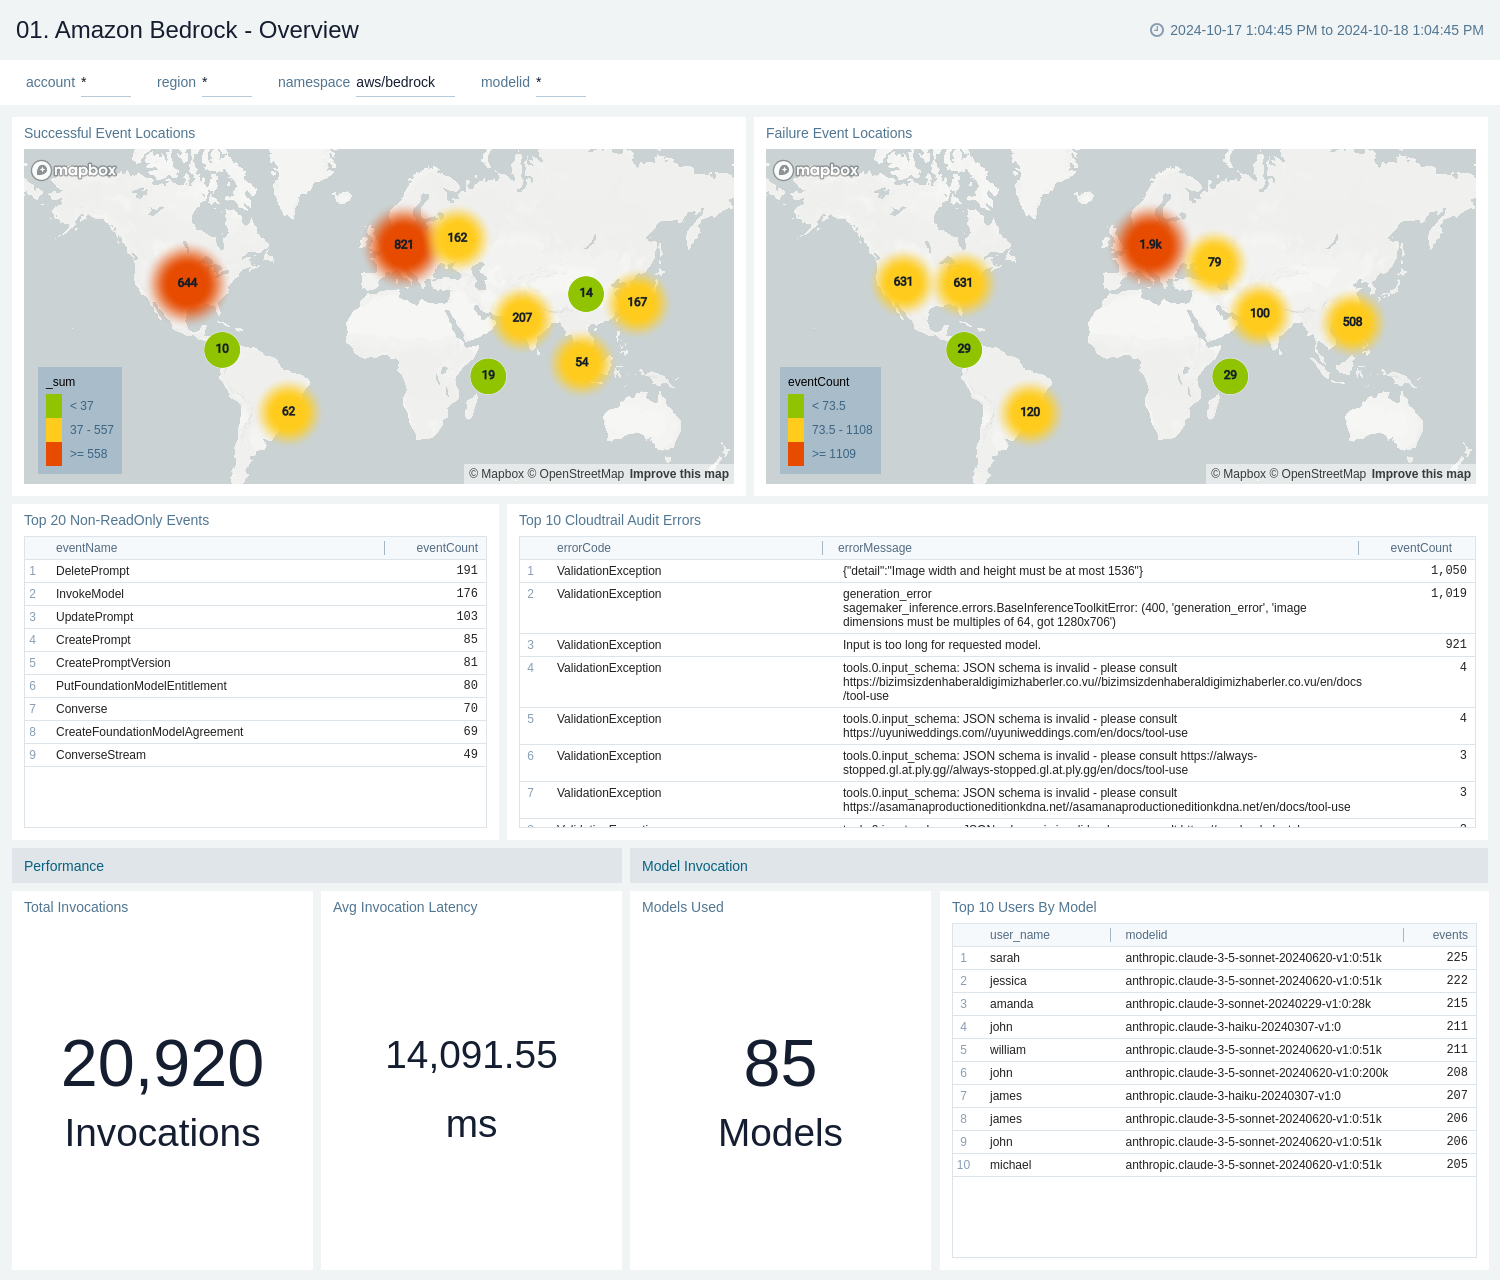 01. Amazon Bedrock - Overview
2024-10-17 1:04:45 PM to 2024-10-18 1:04:45 PM
account * region * namespace aws/bedrock modelid *
Successful Event Locations
mapbox
821
162
644
14
167
207
10
54
19
62
_sum
< 37
37 - 557
>= 558
© Mapbox © OpenStreetMap Improve this map
Failure Event Locations
mapbox
1.9k
79
631
631
100
508
29
29
120
eventCount
< 73.5
73.5 - 1108
>= 1109
© Mapbox © OpenStreetMap Improve this map
Top 20 Non-ReadOnly Events
eventName eventCount
1 DeletePrompt 191
2 InvokeModel 176
3 UpdatePrompt 103
4 CreatePrompt 85
5 CreatePromptVersion 81
6 PutFoundationModelEntitlement 80
7 Converse 70
8 CreateFoundationModelAgreement 69
9 ConverseStream 49
Top 10 Cloudtrail Audit Errors
errorCode errorMessage eventCount
1 ValidationException {"detail":"Image width and height must be at most 1536"} 1,050
2 ValidationException generation_error 1,019
sagemaker_inference.errors.BaseInferenceToolkitError: (400, 'generation_error', 'image
dimensions must be multiples of 64, got 1280x706')
3 ValidationException Input is too long for requested model. 921
4 ValidationException tools.0.input_schema: JSON schema is invalid - please consult 4
https://bizimsizdenhaberaldigimizhaberler.co.vu//bizimsizdenhaberaldigimizhaberler.co.vu/en/docs
/tool-use
5 ValidationException tools.0.input_schema: JSON schema is invalid - please consult 4
https://uyuniweddings.com//uyuniweddings.com/en/docs/tool-use
6 ValidationException tools.0.input_schema: JSON schema is invalid - please consult https://always- 3
stopped.gl.at.ply.gg//always-stopped.gl.at.ply.gg/en/docs/tool-use
7 ValidationException tools.0.input_schema: JSON schema is invalid - please consult 3
https://asamanaproductioneditionkdna.net//asamanaproductioneditionkdna.net/en/docs/tool-use
Performance
Model Invocation
Total Invocations
20,920
Invocations
Avg Invocation Latency
14,091.55
ms
Models Used
85
Models
Top 10 Users By Model
user_name modelid events
1 sarah anthropic.claude-3-5-sonnet-20240620-v1:0:51k 225
2 jessica anthropic.claude-3-5-sonnet-20240620-v1:0:51k 222
3 amanda anthropic.claude-3-sonnet-20240229-v1:0:28k 215
4 john anthropic.claude-3-haiku-20240307-v1:0 211
5 william anthropic.claude-3-5-sonnet-20240620-v1:0:51k 211
6 john anthropic.claude-3-5-sonnet-20240620-v1:0:200k 208
7 james anthropic.claude-3-haiku-20240307-v1:0 207
8 james anthropic.claude-3-5-sonnet-20240620-v1:0:51k 206
9 john anthropic.claude-3-5-sonnet-20240620-v1:0:51k 206
10 michael anthropic.claude-3-5-sonnet-20240620-v1:0:51k 205